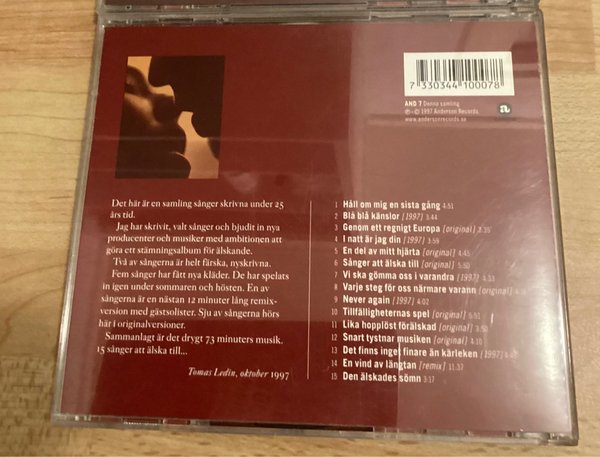 7 330344 100078
AND 7 Denna samling
℗+© 1997 Anderson Records
www.andersonrecords.se
a
Det här är en samling sånger skrivna under 25
års tid.
Jag har skrivit, valt sånger och bjudit in nya
producenter och musiker med ambitionen att
göra ett stämningsalbum för älskande.
Två av sångerna är helt färska, nyskrivna.
Fem sånger har fått nya kläder. De har spelats
in igen under sommaren och hösten. En av
sångerna är en nästan 12 minuter lång remix-
version med gästsolister. Sju av sångerna hörs
här i originalversioner.
Sammanlagt är det drygt 73 minuters musik,
15 sånger att älska till...
Tomas Ledin, oktober 1997
1 Håll om mig en sista gång 4:51
2 Blå blå känslor [1997] 3:44
3 Genom ett regnigt Europa [original] 3:35
4 I natt är jag din [1997] 3:59
5 En del av mitt hjärta [original] 4:45
6 Sånger att älska till [original] 5:50
7 Vi ska gömma oss i varandra [1997] 4:33
8 Varje steg för oss närmare varann [original]
9 Never again [1997] 4:02
10 Tillfälligheternas spel [original] 5:51
11 Lika hopplöst förälskad [original] 3:50
12 Snart tystnar musiken [original] 4:10
13 Det finns inget finare än kärleken [1997]
14 En vind av längtan [remix] 11:37
15 Den älskades sömn 3:17